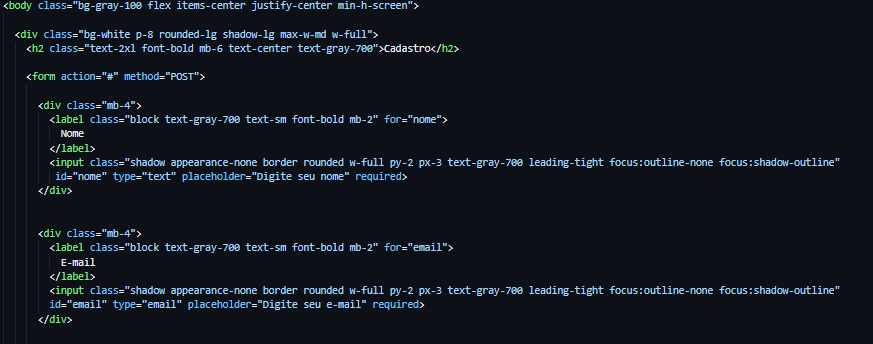 <body class="bg-gray-100 flex items-center justify-center min-h-screen">
<div class="bg-white p-8 rounded-lg shadow-lg max-w-md w-full">
<h2 class="text-2xl font-bold mb-6 text-center text-gray-700">Cadastro</h2>
<form action="#" method="POST">
<div class="mb-4">
<label class="block text-gray-700 text-sm font-bold mb-2" for="nome">
Nome
</label>
<input class="shadow appearance-none border rounded w-full py-2 px-3 text-gray-700 leading-tight focus:outline-none focus:shadow-outline"
id="nome" type="text" placeholder="Digite seu nome" required>
</div>
<div class="mb-4">
<label class="block text-gray-700 text-sm font-bold mb-2" for="email">
E-mail
</label>
<input class="shadow appearance-none border rounded w-full py-2 px-3 text-gray-700 leading-tight focus:outline-none focus:shadow-outline"
id="email" type="email" placeholder="Digite seu e-mail" required>
</div>